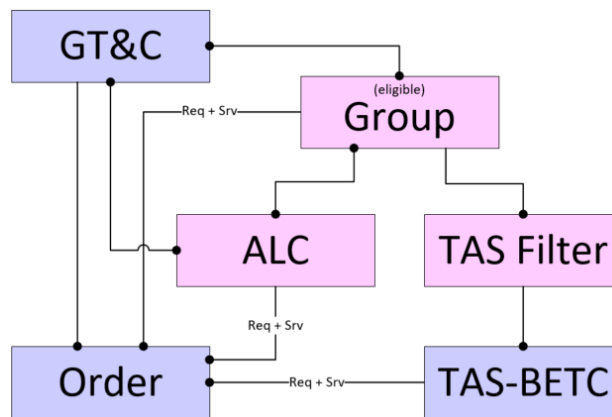 GT&C
(eligible)
Group
Req + Srv
ALC
TAS Filter
Req + Srv
Order
Req + Srv
TAS-BETC